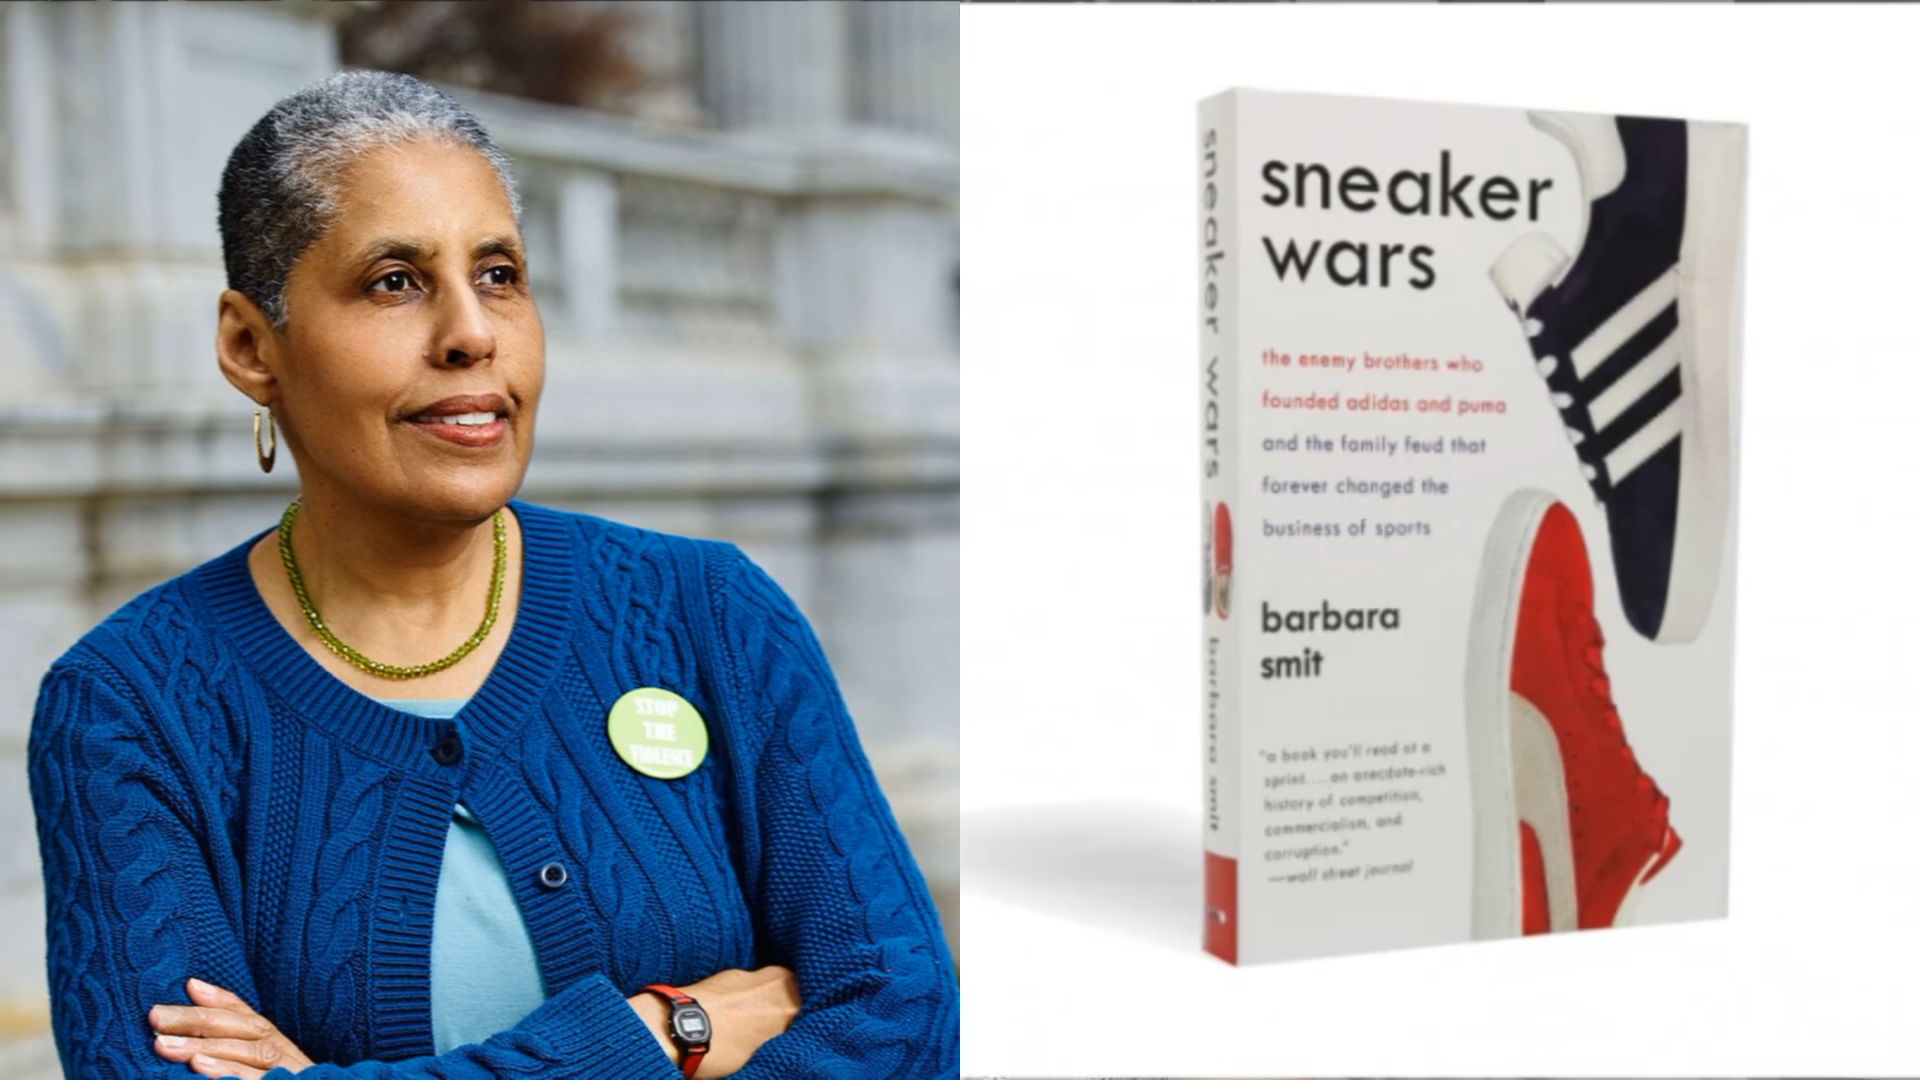 STOP
THE
VIOLENCE
sneaker wars
barbara smit
sneaker
wars
the enemy brothers who
founded adidas and puma
and the family feud that
forever changed the
business of sports
barbara
smit
"a book you'll read at a
sprint. ... an anecdote-rich
history of competition,
commercialism, and
corruption."
—wall street journal